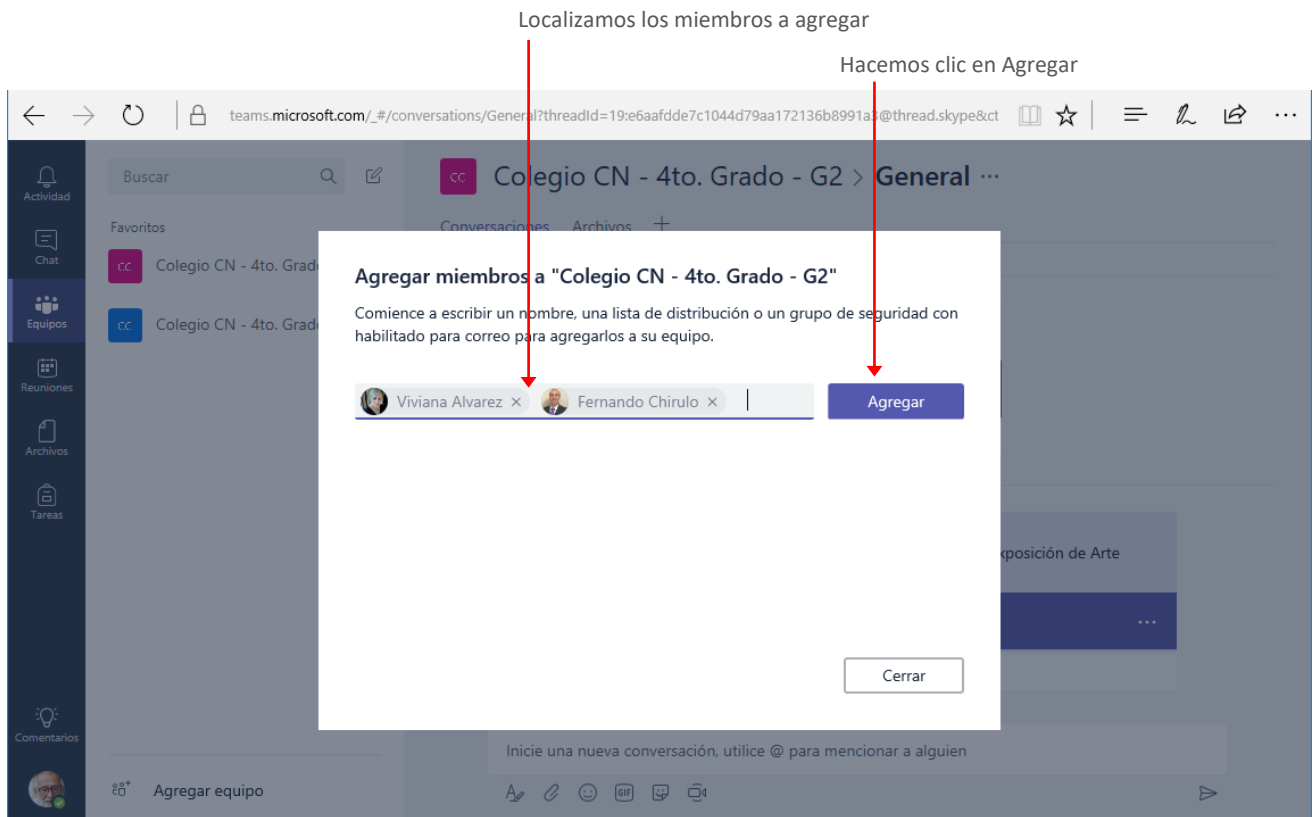 Localizamos los miembros a agregar
Hacemos clic en Agregar
teams.microsoft.com/_#/conversations/General?threadId=19:e6aafdde7c1044d79aa172136b8991a3@thread.skype&ct
Actividad
Buscar
CC Colegio CN - 4to. Grado - G2 > General ...
Favoritos
Conversaciones Archivos +
Chat
CC Colegio CN - 4to. Grad
Equipos
CC Colegio CN - 4to. Grad
Agregar miembros a "Colegio CN - 4to. Grado - G2"
Comience a escribir un nombre, una lista de distribución o un grupo de seguridad con
habilitado para correo para agregarlos a su equipo.
Reuniones
Viviana Alvarez × Fernando Chirulo × Agregar
Archivos
Tareas
xposición de Arte
Cerrar
Comentarios
Inicie una nueva conversación, utilice @ para mencionar a alguien
Agregar equipo
GIF